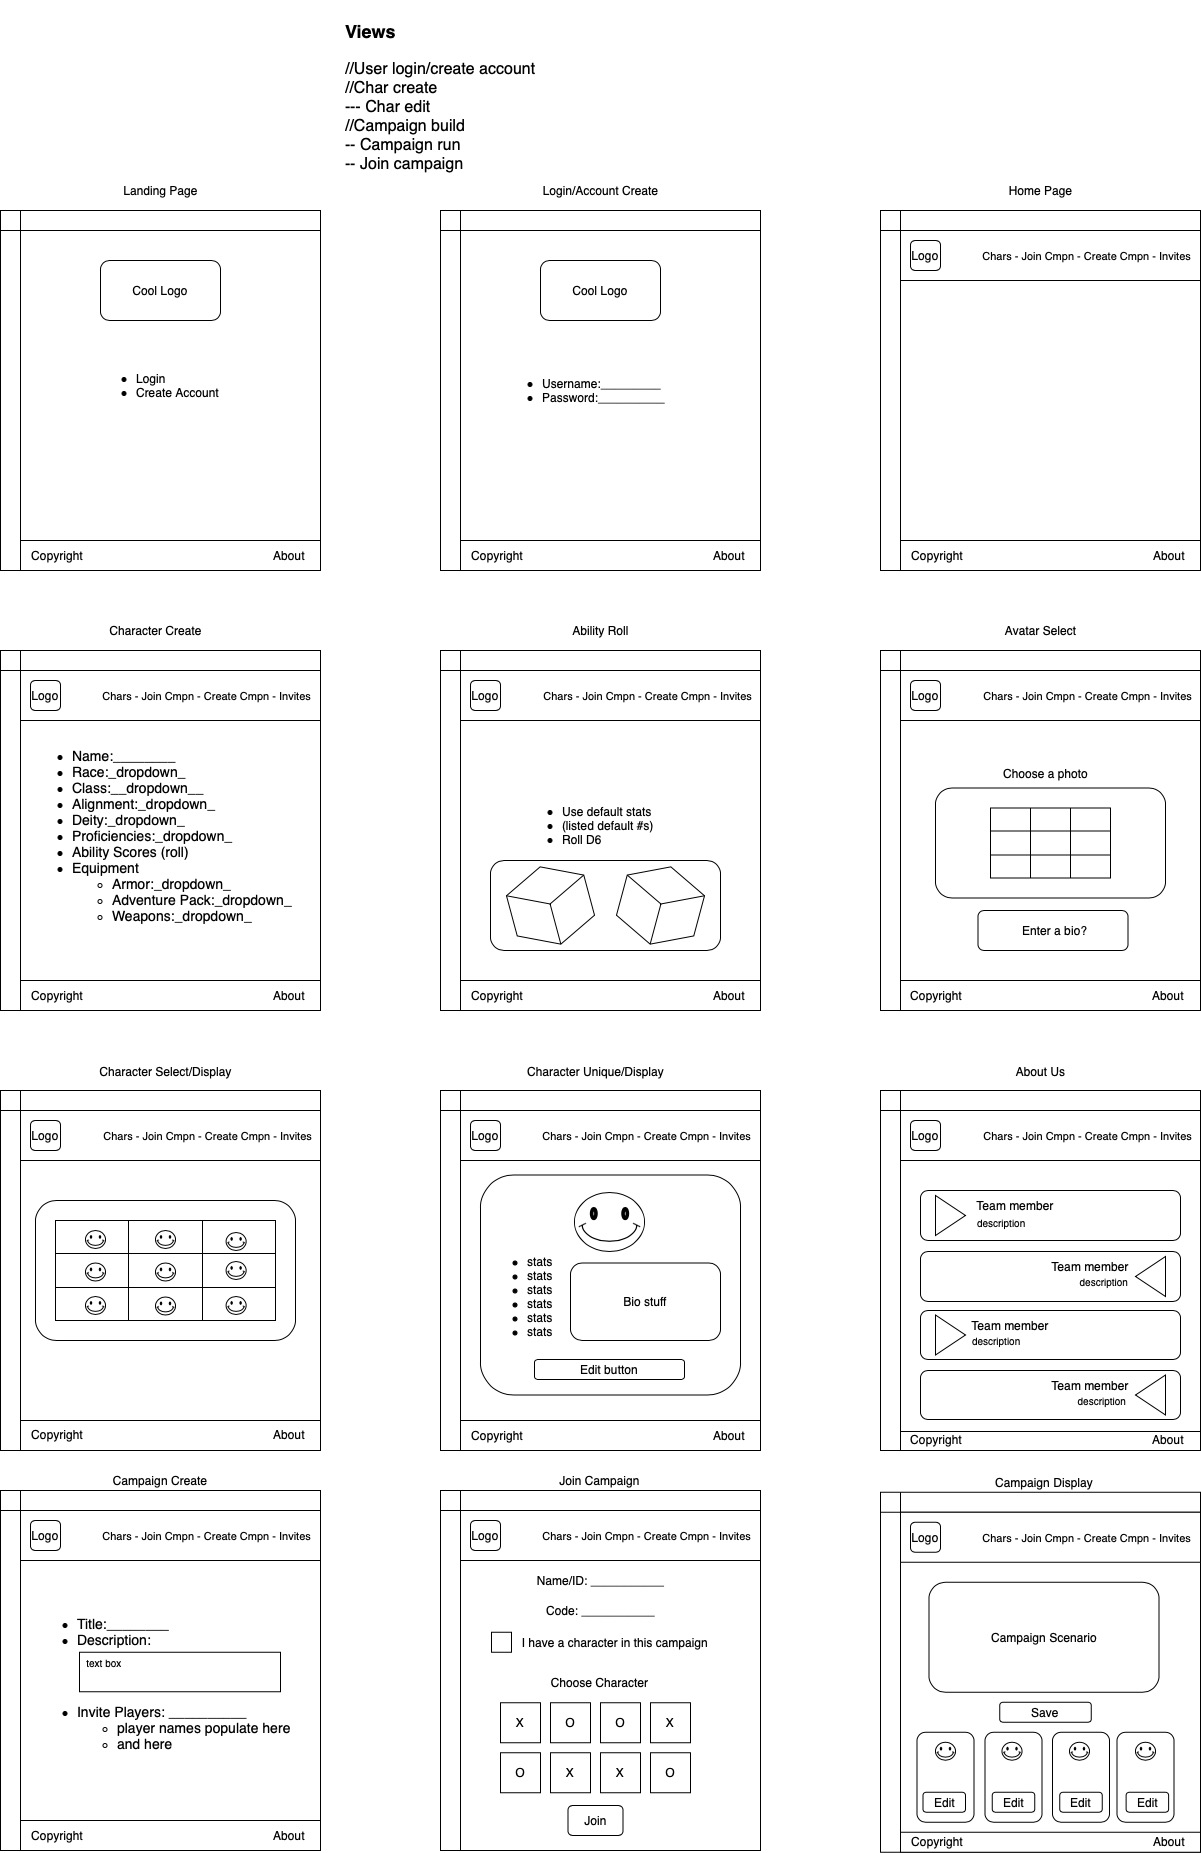 Views
//User login/create account
//Char create
--- Char edit
//Campaign build
-- Campaign run
-- Join campaign
Landing Page
Cool Logo
Login
Create Account
Copyright
About
Login/Account Create
Cool Logo
Username:_________
Password:__________
Copyright
About
Home Page
Logo
Chars - Join Cmpn - Create Cmpn - Invites
Copyright
About
Character Create
Logo
Chars - Join Cmpn - Create Cmpn - Invites
Name:________
Race:_dropdown_
Class:__dropdown__
Alignment:_dropdown_
Deity:_dropdown_
Proficiencies:_dropdown_
Ability Scores (roll)
Equipment
Armor:_dropdown_
Adventure Pack:_dropdown_
Weapons:_dropdown_
Copyright
About
Ability Roll
Logo
Chars - Join Cmpn - Create Cmpn - Invites
Use default stats
(listed default #s)
Roll D6
Copyright
About
Avatar Select
Logo
Chars - Join Cmpn - Create Cmpn - Invites
Choose a photo
Enter a bio?
Copyright
About
Character Select/Display
Logo
Chars - Join Cmpn - Create Cmpn - Invites
Copyright
About
Character Unique/Display
Logo
Chars - Join Cmpn - Create Cmpn - Invites
stats
stats
stats
stats
stats
stats
Bio stuff
Edit button
Copyright
About
About Us
Logo
Chars - Join Cmpn - Create Cmpn - Invites
Team member
description
Team member
description
Team member
description
Team member
description
Copyright
About
Campaign Create
Logo
Chars - Join Cmpn - Create Cmpn - Invites
Title:________
Description:
text box
Invite Players: __________
player names populate here
and here
Copyright
About
Join Campaign
Logo
Chars - Join Cmpn - Create Cmpn - Invites
Name/ID: ___________
Code: ___________
I have a character in this campaign
Choose Character
X O O X
O X X O
Join
Campaign Display
Logo
Chars - Join Cmpn - Create Cmpn - Invites
Campaign Scenario
Save
Edit Edit Edit Edit
Copyright
About